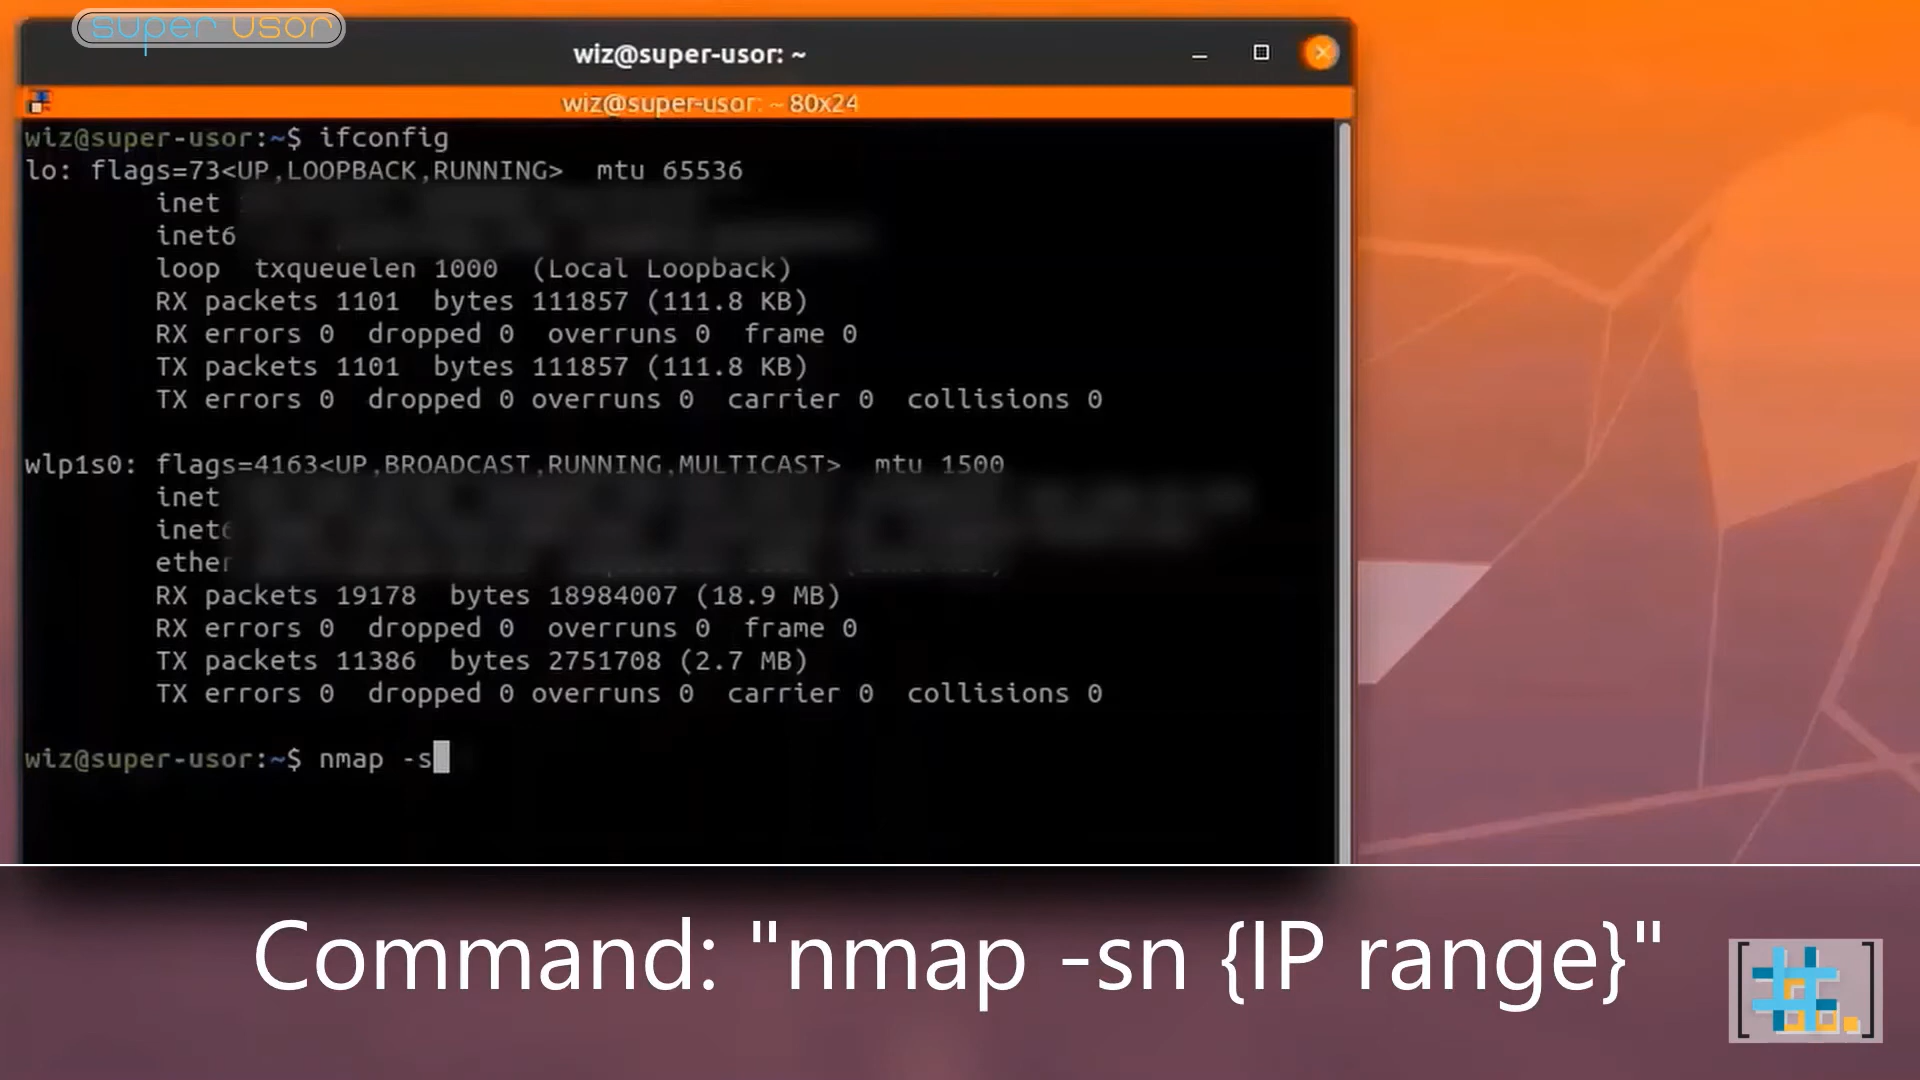 super usor
wiz@super-usor: ~
wiz@super-usor: ~ 80x24
wiz@super-usor:~$ ifconfig
lo: flags=73<UP,LOOPBACK,RUNNING>  mtu 65536
inet
inet6
loop  txqueuelen 1000  (Local Loopback)
RX packets 1101  bytes 111857 (111.8 KB)
RX errors 0  dropped 0  overruns 0  frame 0
TX packets 1101  bytes 111857 (111.8 KB)
TX errors 0  dropped 0 overruns 0  carrier 0  collisions 0
wlp1s0: flags=4163<UP,BROADCAST,RUNNING,MULTICAST>  mtu 1500
inet
inet6
ether
RX packets 19178  bytes 18984007 (18.9 MB)
RX errors 0  dropped 0  overruns 0  frame 0
TX packets 11386  bytes 2751708 (2.7 MB)
TX errors 0  dropped 0 overruns 0  carrier 0  collisions 0
wiz@super-usor:~$ nmap -s
Command: "nmap -sn {IP range}"